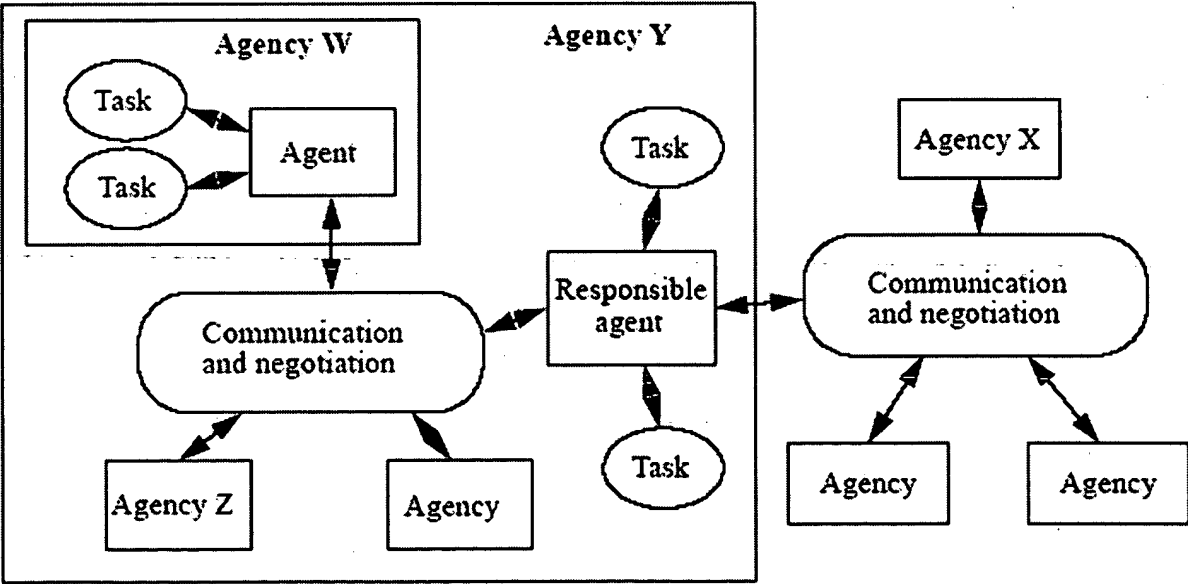 Agency W
Agency Y
Task
Task
Agent
Task
Agency X
Responsible
agent
Communication
and negotiation
Communication
and negotiation
Task
Agency Z
Agency
Agency
Agency